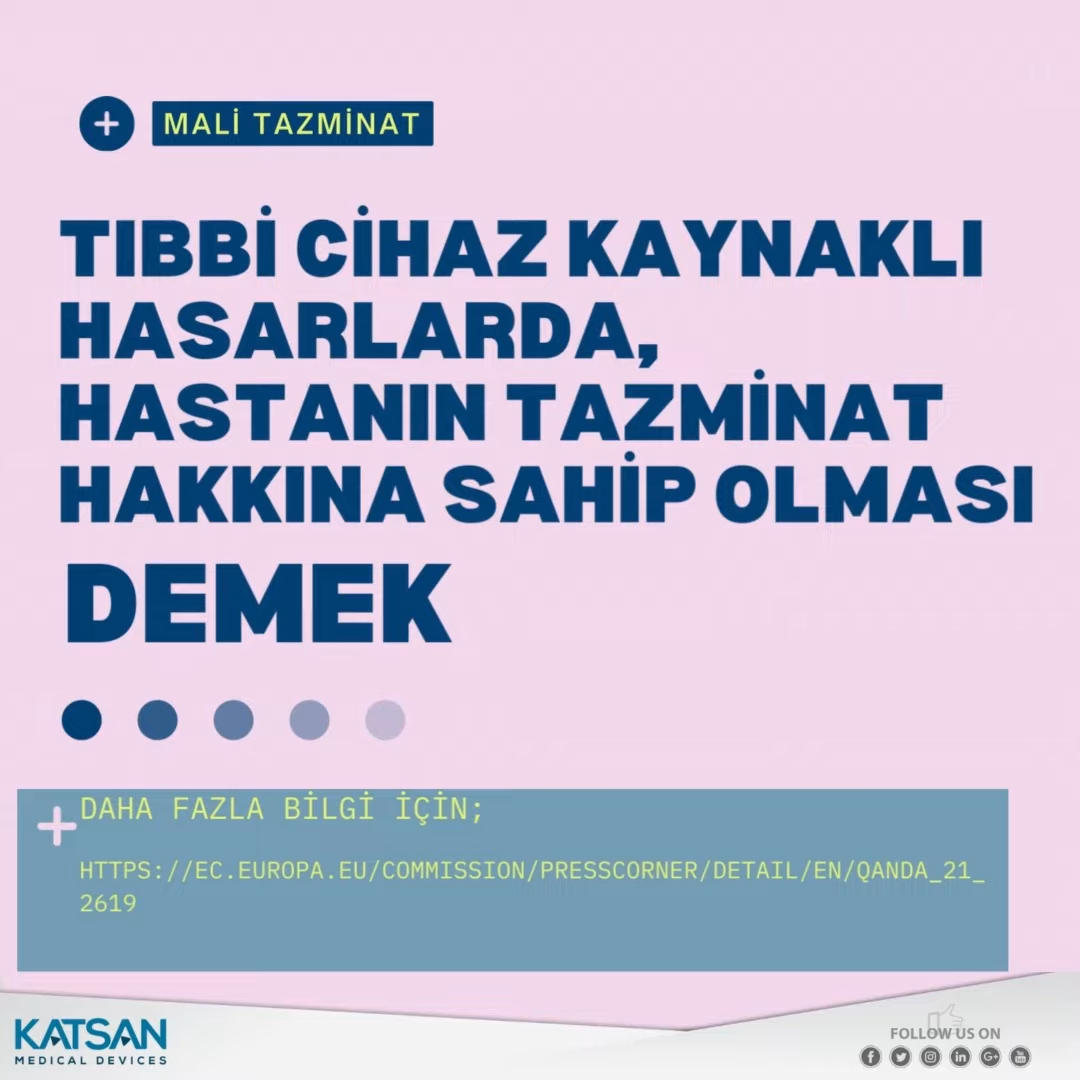 MALİ TAZMİNAT
TIBBİ CİHAZ KAYNAKLI
HASARLARDA,
HASTANIN TAZMİNAT
HAKKINA SAHİP OLMASI
DEMEK
DAHA FAZLA BİLGİ İÇİN;
HTTPS://EC.EUROPA.EU/COMMISSION/PRESSCORNER/DETAIL/EN/QANDA_21_
2619
KATSAN
MEDICAL DEVICES
FOLLOW US ON